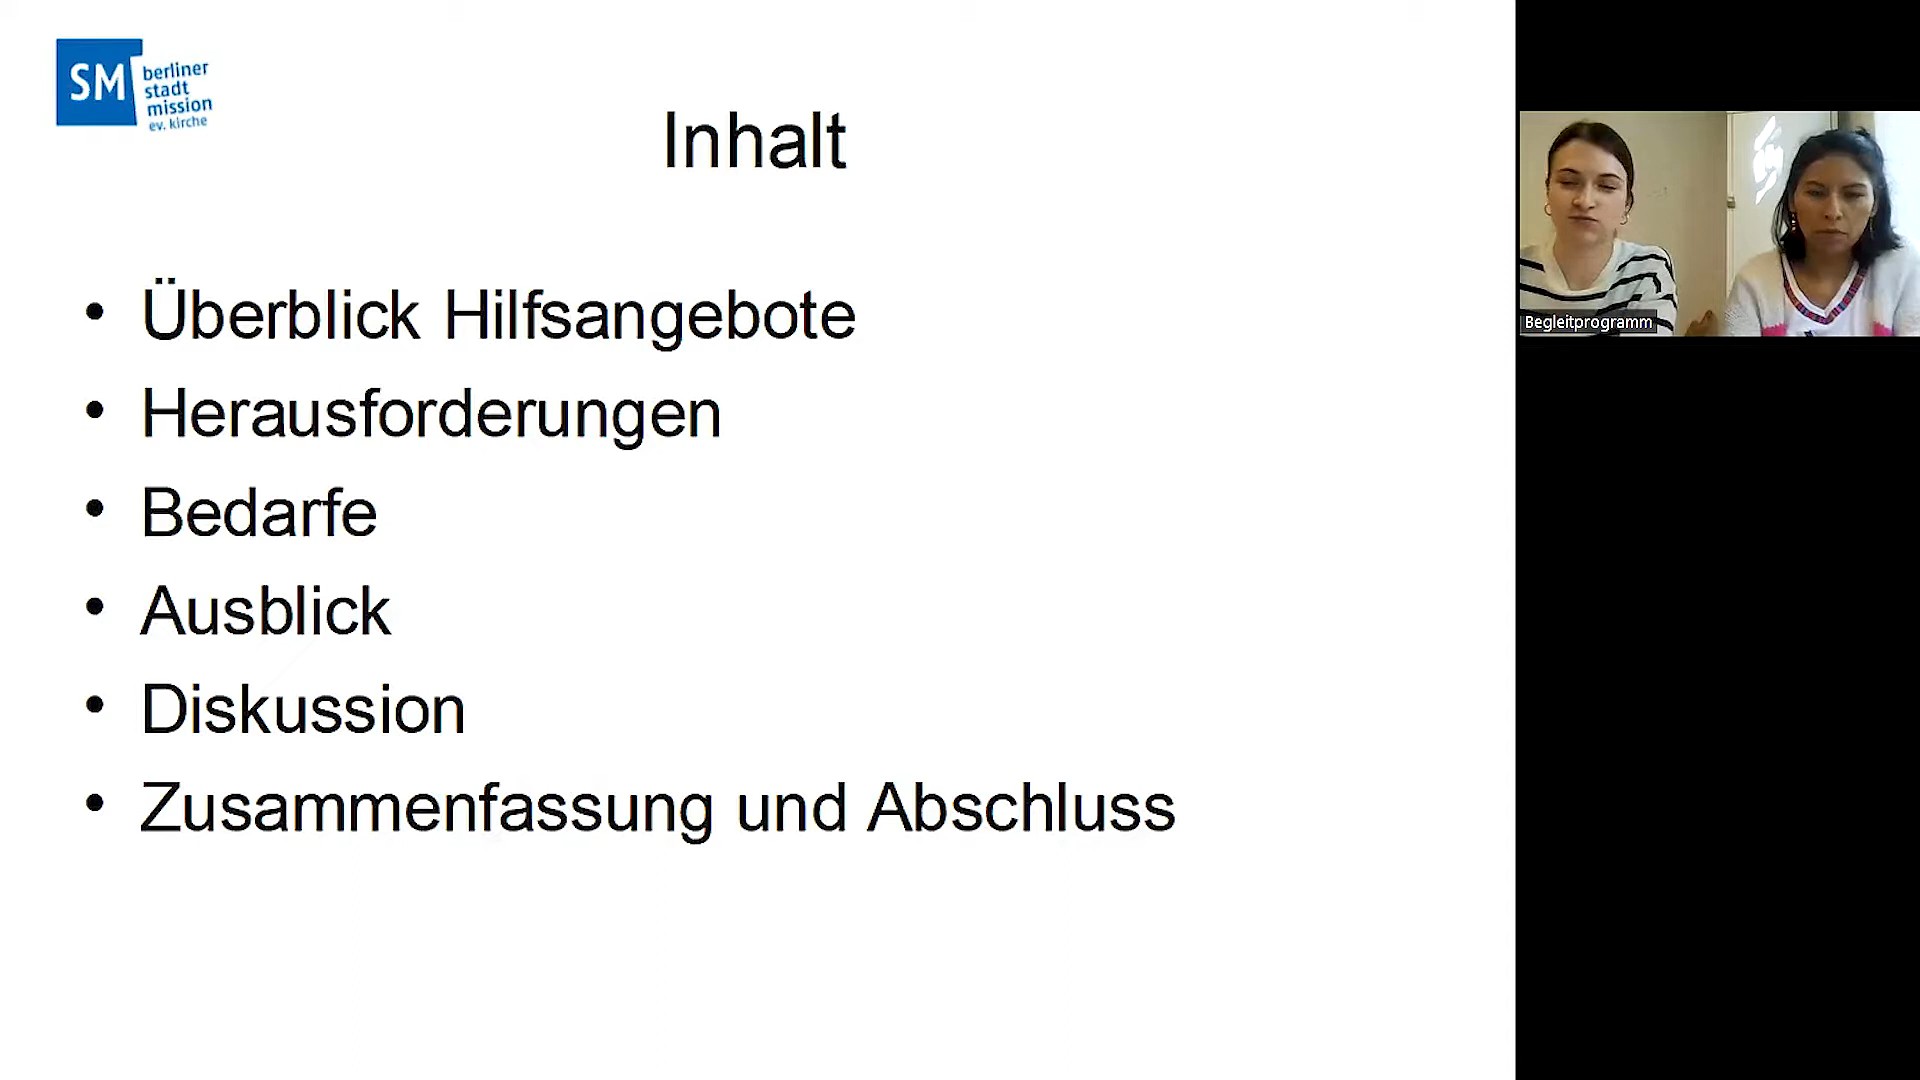 SM
berliner
stadt
mission
ev. kirche
Inhalt
• Überblick Hilfsangebote
• Herausforderungen
• Bedarfe
• Ausblick
• Diskussion
• Zusammenfassung und Abschluss
Begleitprogramm